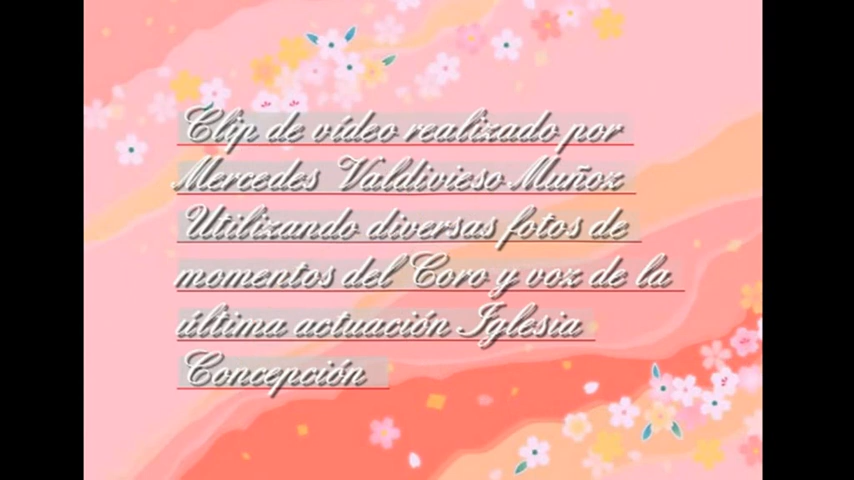 Clip de vídeo realizado por
Mercedes Valdivieso Muñoz
Utilizando diversas fotos de
momentos del Coro y voz de la
última actuación Iglesia
Concepción